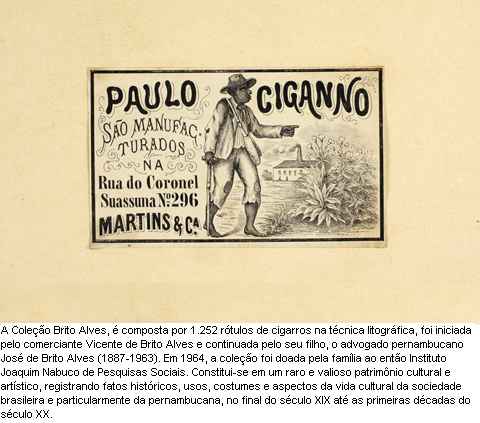 PAULO CIGANNO
SÃO MANUFAC-
TURADOS
NA
Rua do Coronel
Suassuna Nº 296
MARTINS & Cª.
A Coleção Brito Alves, é composta por 1.252 rótulos de cigarros na técnica litográfica, foi iniciada
pelo comerciante Vicente de Brito Alves e continuada pelo seu filho, o advogado pernambucano
José de Brito Alves (1887-1963). Em 1964, a coleção foi doada pela família ao então Instituto
Joaquim Nabuco de Pesquisas Sociais. Constitui-se em um raro e valioso patrimônio cultural e
artístico, registrando fatos históricos, usos, costumes e aspectos da vida cultural da sociedade
brasileira e particularmente da pernambucana, no final do século XIX até as primeiras décadas do
século XX.